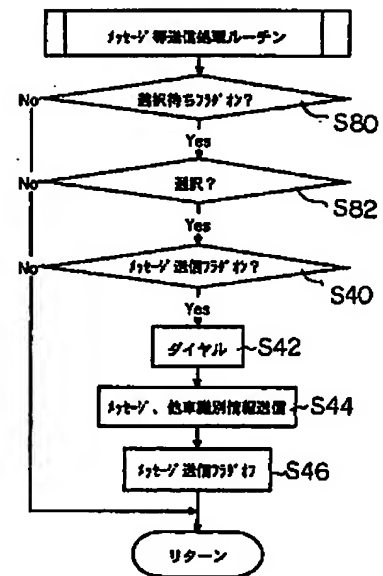 ﾒｯｾｰｼﾞ等送信処理ルーチン
選択待ちﾌﾗｸﾞオン?
S80
No
Yes
選択?
S82
No
Yes
ﾒｯｾｰｼﾞ送信ﾌﾗｸﾞオン?
S40
No
Yes
ダイヤル
S42
ﾒｯｾｰｼﾞ、他車識別情報送信
S44
ﾒｯｾｰｼﾞ送信ﾌﾗｸﾞｵﾌ
S46
リターン